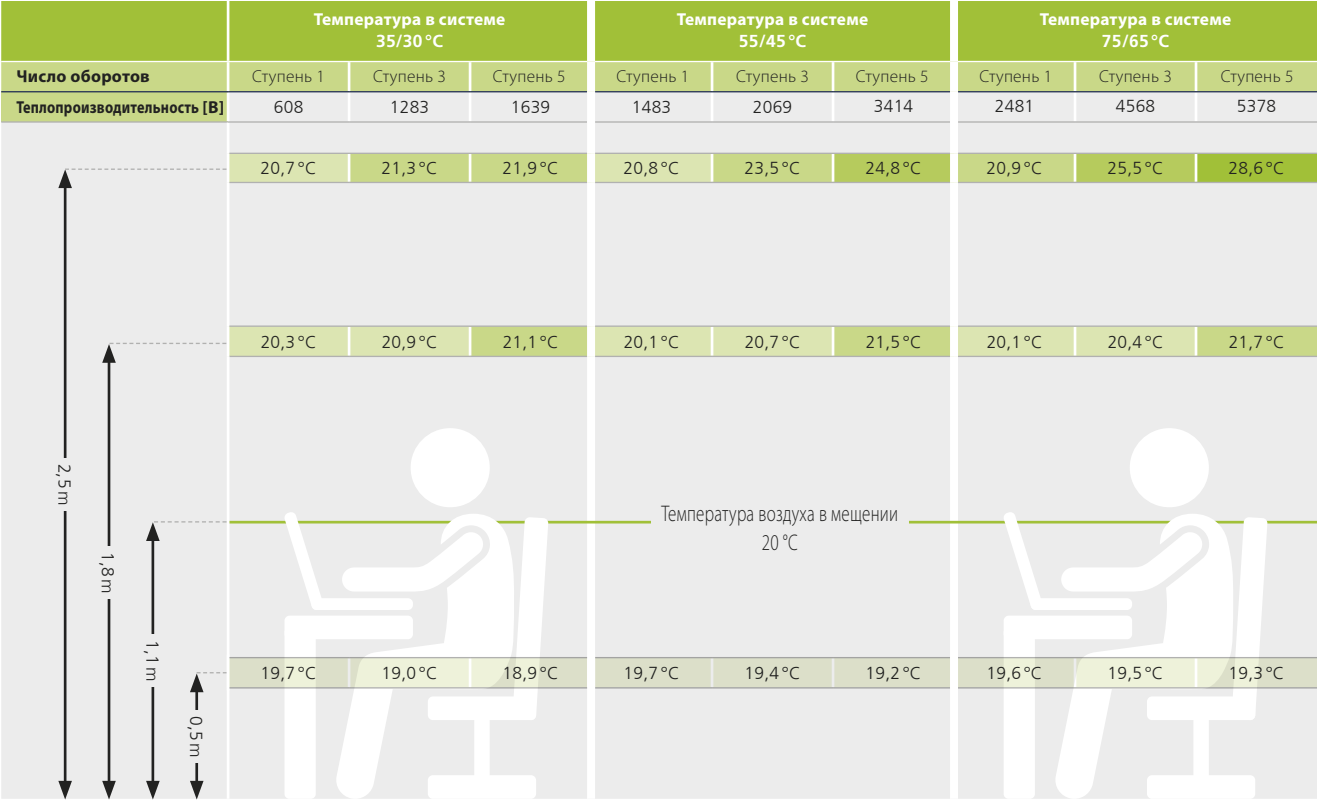 Температура в системе
35/30 °C
Температура в системе
55/45 °C
Температура в системе
75/65 °C
Число оборотов Ступень 1 Ступень 3 Ступень 5 Ступень 1 Ступень 3 Ступень 5 Ступень 1 Ступень 3 Ступень 5
Теплопроизводительность [В] 608 1283 1639 1483 2069 3414 2481 4568 5378
20,7 °C 21,3 °C 21,9 °C 20,8 °C 23,5 °C 24,8 °C 20,9 °C 25,5 °C 28,6 °C
20,3 °C 20,9 °C 21,1 °C 20,1 °C 20,7 °C 21,5 °C 20,1 °C 20,4 °C 21,7 °C
2,5 m
Температура воздуха в мещении
20 °C
1,8 m
1,1 m
19,7 °C 19,0 °C 18,9 °C 19,7 °C 19,4 °C 19,2 °C 19,6 °C 19,5 °C 19,3 °C
0,5 m